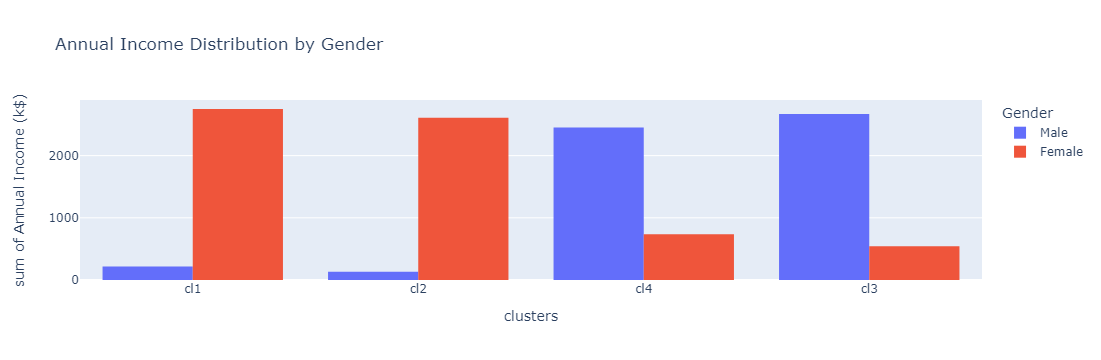 Annual Income Distribution by Gender
sum of Annual Income (k$)
2000
1000
0
cl1
cl2
cl4
cl3
clusters
Gender
Male
Female